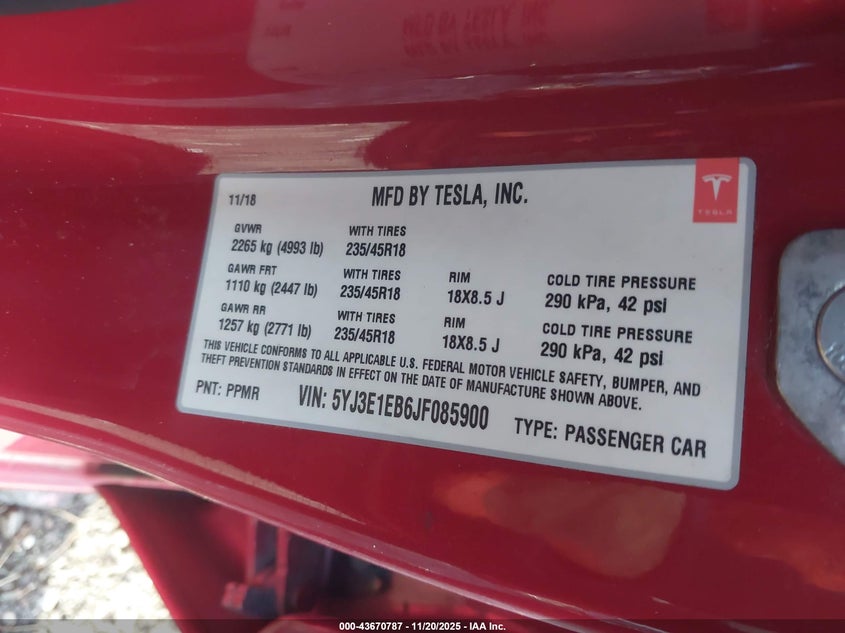 11/18
MFD BY TESLA, INC.
TESLA
GVWR
2265 kg (4993 lb)
WITH TIRES
235/45R18
GAWR FRT
1110 kg (2447 lb)
WITH TIRES
235/45R18
RIM
18X8.5 J
COLD TIRE PRESSURE
290 kPa, 42 psi
GAWR RR
1257 kg (2771 lb)
WITH TIRES
235/45R18
RIM
18X8.5 J
COLD TIRE PRESSURE
290 kPa, 42 psi
THIS VEHICLE CONFORMS TO ALL APPLICABLE U.S. FEDERAL MOTOR VEHICLE SAFETY, BUMPER, AND
THEFT PREVENTION STANDARDS IN EFFECT ON THE DATE OF MANUFACTURE SHOWN ABOVE.
PNT: PPMR
VIN: 5YJ3E1EB6JF085900
TYPE: PASSENGER CAR
000-43670787 - 11/20/2025 - IAA Inc.